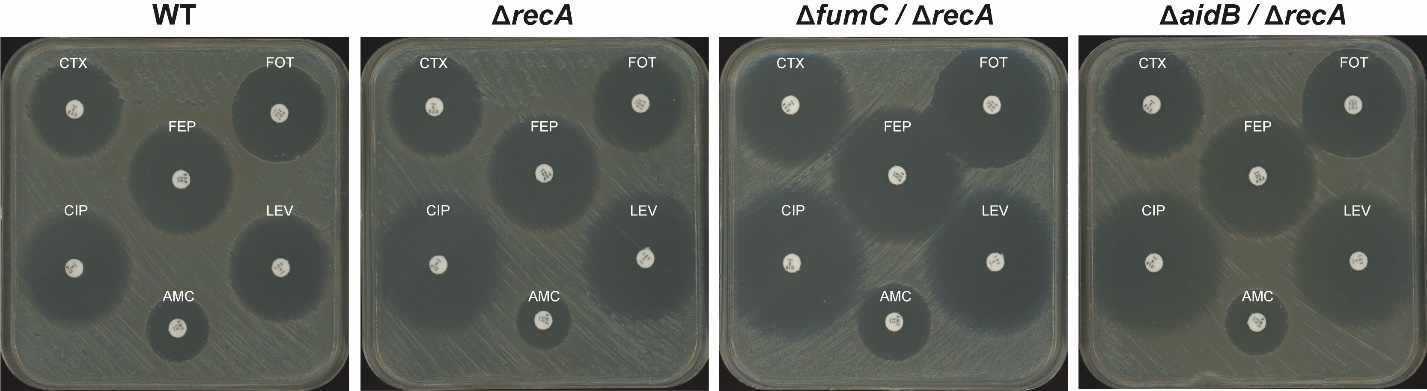 WT
ΔrecA
ΔfumC / ΔrecA
ΔaidB / ΔrecA
CTX FOT
FEP
CIP LEV
AMC
CTX FOT
FEP
CIP LEV
AMC
CTX FOT
FEP
CIP LEV
AMC
CTX FOT
FEP
CIP LEV
AMC